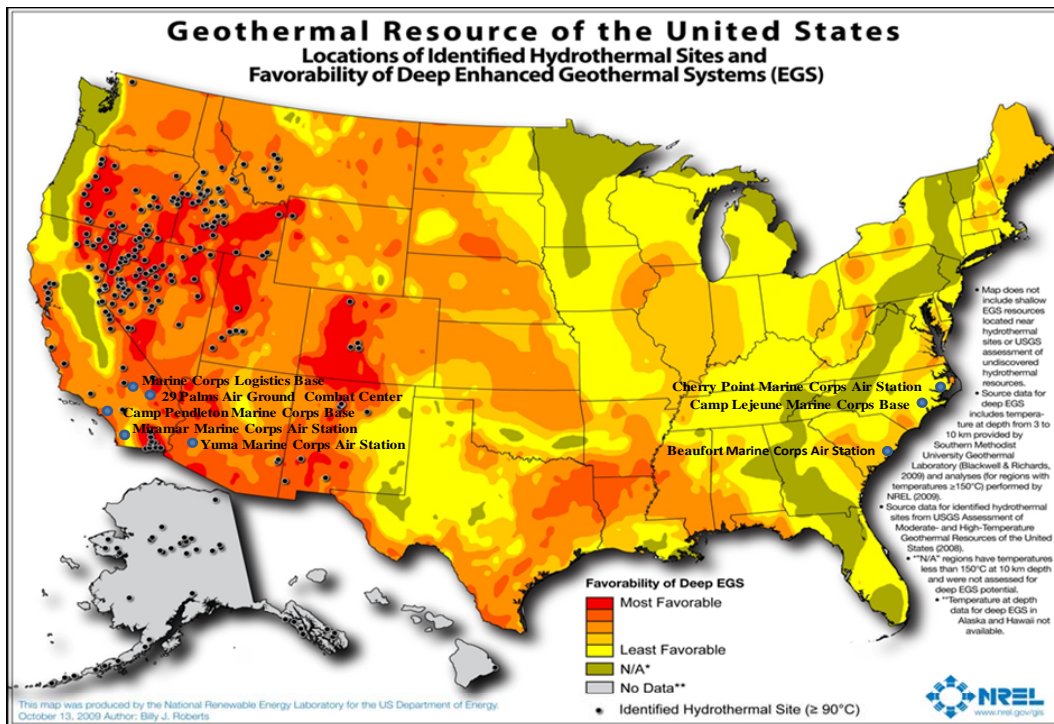 Geothermal Resource of the United States
Locations of Identified Hydrothermal Sites and
Favorability of Deep Enhanced Geothermal Systems (EGS)
Marine Corps Logistics Base
29 Palms Air Ground Combat Center
Camp Pendleton Marine Corps Base
Miramar Marine Corps Air Station
Yuma Marine Corps Air Station
Cherry Point Marine Corps Air Station
Camp Lejeune Marine Corps Base
Beaufort Marine Corps Air Station
• Map does not
include shallow
EGS resources
located near
hydrothermal
sites or USGS
assessment of
undiscovered
hydrothermal
resources.
• Source data for
deep EGS
includes tempera-
ture at depth from 3 to
10 km provided by
Southern Methodist
University Geothermal
Laboratory (Blackwell & Richards,
2009) and analyses (for regions with
temperatures ≥150°C) performed by
NREL (2009).
• Source data for identified hydrothermal
sites from USGS Assessment of
Moderate- and High-Temperature
Geothermal Resources of the United
States (2008).
• *"N/A" regions have temperatures
less than 150°C at 10 km depth
and were not assessed for
deep EGS potential.
• **Temperature at depth
data for deep EGS in
Alaska and Hawaii not
available.
Favorability of Deep EGS
Most Favorable
Least Favorable
N/A*
No Data**
Identified Hydrothermal Site (≥ 90°C)
This map was produced by the National Renewable Energy Laboratory for the US Department of Energy.
October 13, 2009 Author: Billy J. Roberts
NREL
www.nrel.gov/gis